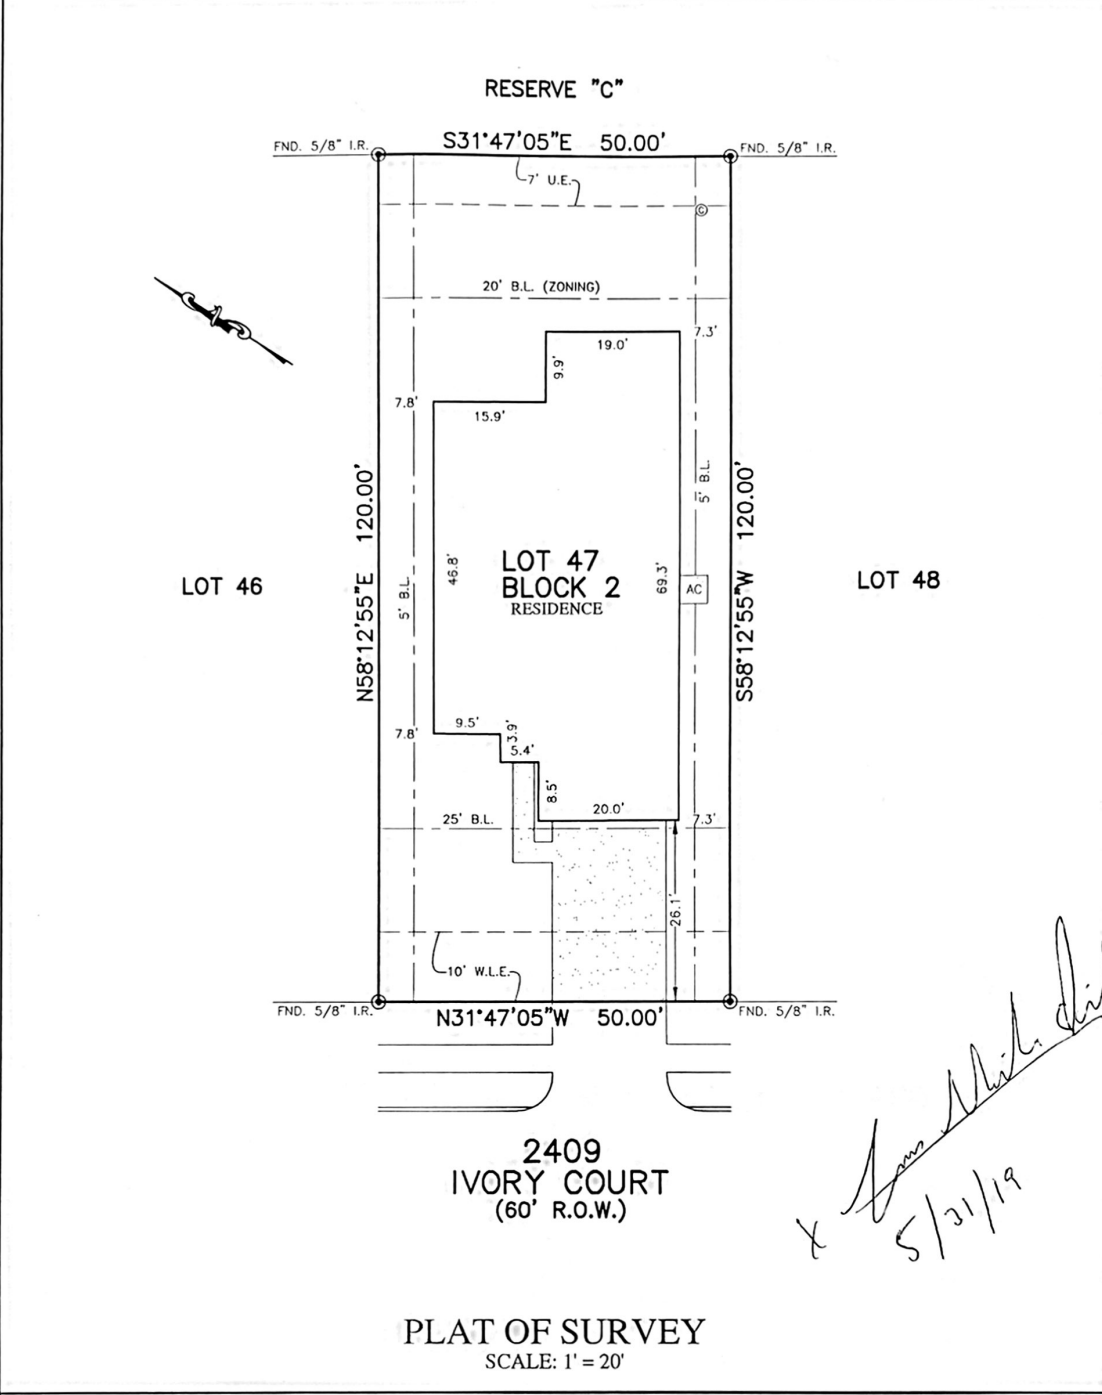 RESERVE "C"
S31°47'05"E 50.00'
FND. 5/8" I.R.
FND. 5/8" I.R.
7' U.E.
C
20' B.L. (ZONING)
7.3'
19.0'
9.9'
7.8'
15.9'
N58°12'55"E 120.00'
S58°12'55"W 120.00'
5' B.L.
5' B.L.
LOT 46
46.8'
LOT 47
BLOCK 2
RESIDENCE
69.3'
AC
LOT 48
7.8'
9.5'
3.9'
5.4'
8.5'
20.0'
25' B.L.
7.3'
26.1'
10' W.L.E.
FND. 5/8" I.R.
N31°47'05"W 50.00'
FND. 5/8" I.R.
2409
IVORY COURT
(60' R.O.W.)
X
5/31/19
PLAT OF SURVEY
SCALE: 1' = 20'